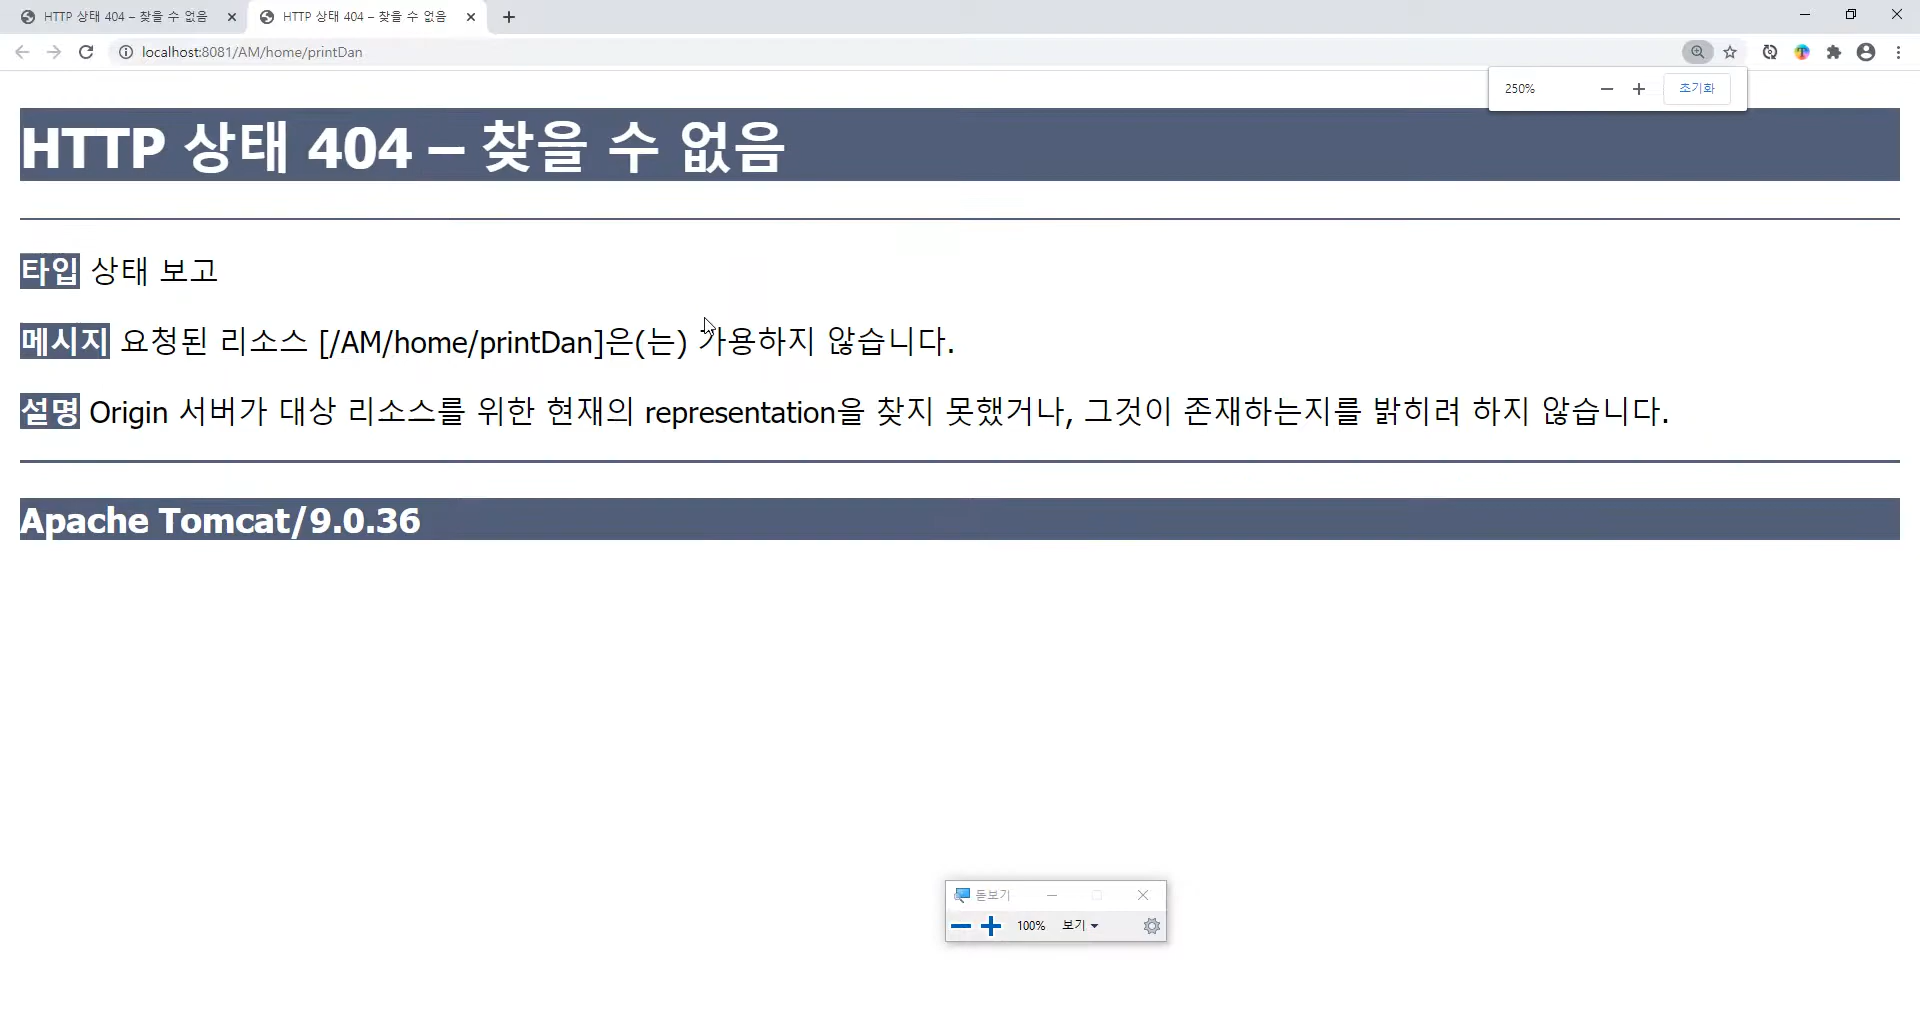 HTTP 상태 404 – 찾을 수 없음
HTTP 상태 404 – 찾을 수 없음
localhost:8081/AM/home/printDan
250%
초기화
HTTP 상태 404 – 찾을 수 없음
타입 상태 보고
메시지 요청된 리소스 [/AM/home/printDan]은(는) 가용하지 않습니다.
설명 Origin 서버가 대상 리소스를 위한 현재의 representation을 찾지 못했거나, 그것이 존재하는지를 밝히려 하지 않습니다.
Apache Tomcat/9.0.36
돋보기
100% 보기